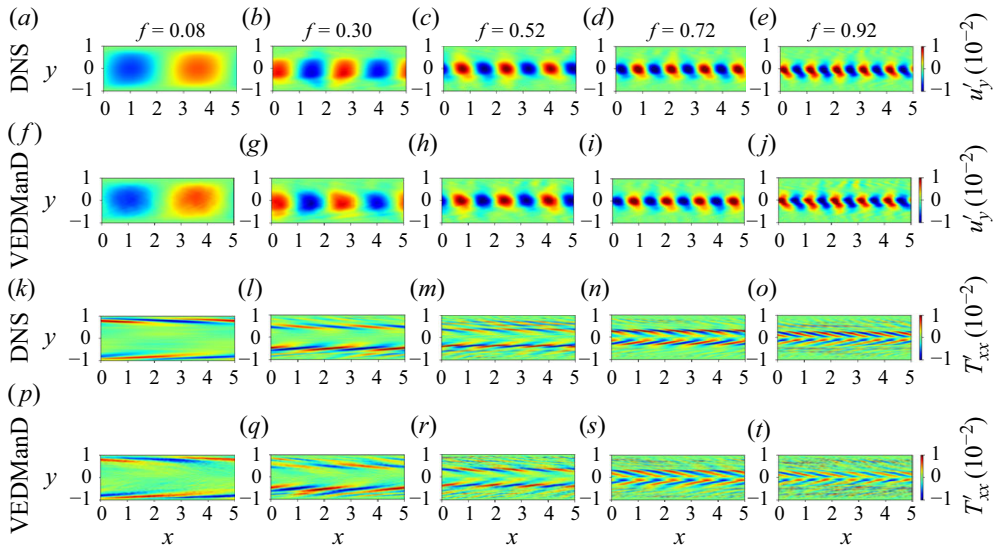 (a) (b) (c) (d) (e)
f = 0.08 f = 0.30 f = 0.52 f = 0.72 f = 0.92
DNS y 1 0 −1 1 0 −1 u′y (10−2)
0 1 2 3 4 5 0 1 2 3 4 5 0 1 2 3 4 5 0 1 2 3 4 5 0 1 2 3 4 5
(f) (g) (h) (i) (j)
VEDManD y 1 0 −1 1 0 −1 u′y (10−2)
0 1 2 3 4 5 0 1 2 3 4 5 0 1 2 3 4 5 0 1 2 3 4 5 0 1 2 3 4 5
(k) (l) (m) (n) (o)
DNS y 1 0 −1 1 0 −1 T′xx (10−2)
0 1 2 3 4 5 0 1 2 3 4 5 0 1 2 3 4 5 0 1 2 3 4 5 0 1 2 3 4 5
(p) (q) (r) (s) (t)
VEDManD y 1 0 −1 1 0 −1 T′xx (10−2)
0 1 2 3 4 5 0 1 2 3 4 5 0 1 2 3 4 5 0 1 2 3 4 5 0 1 2 3 4 5
x x x x x